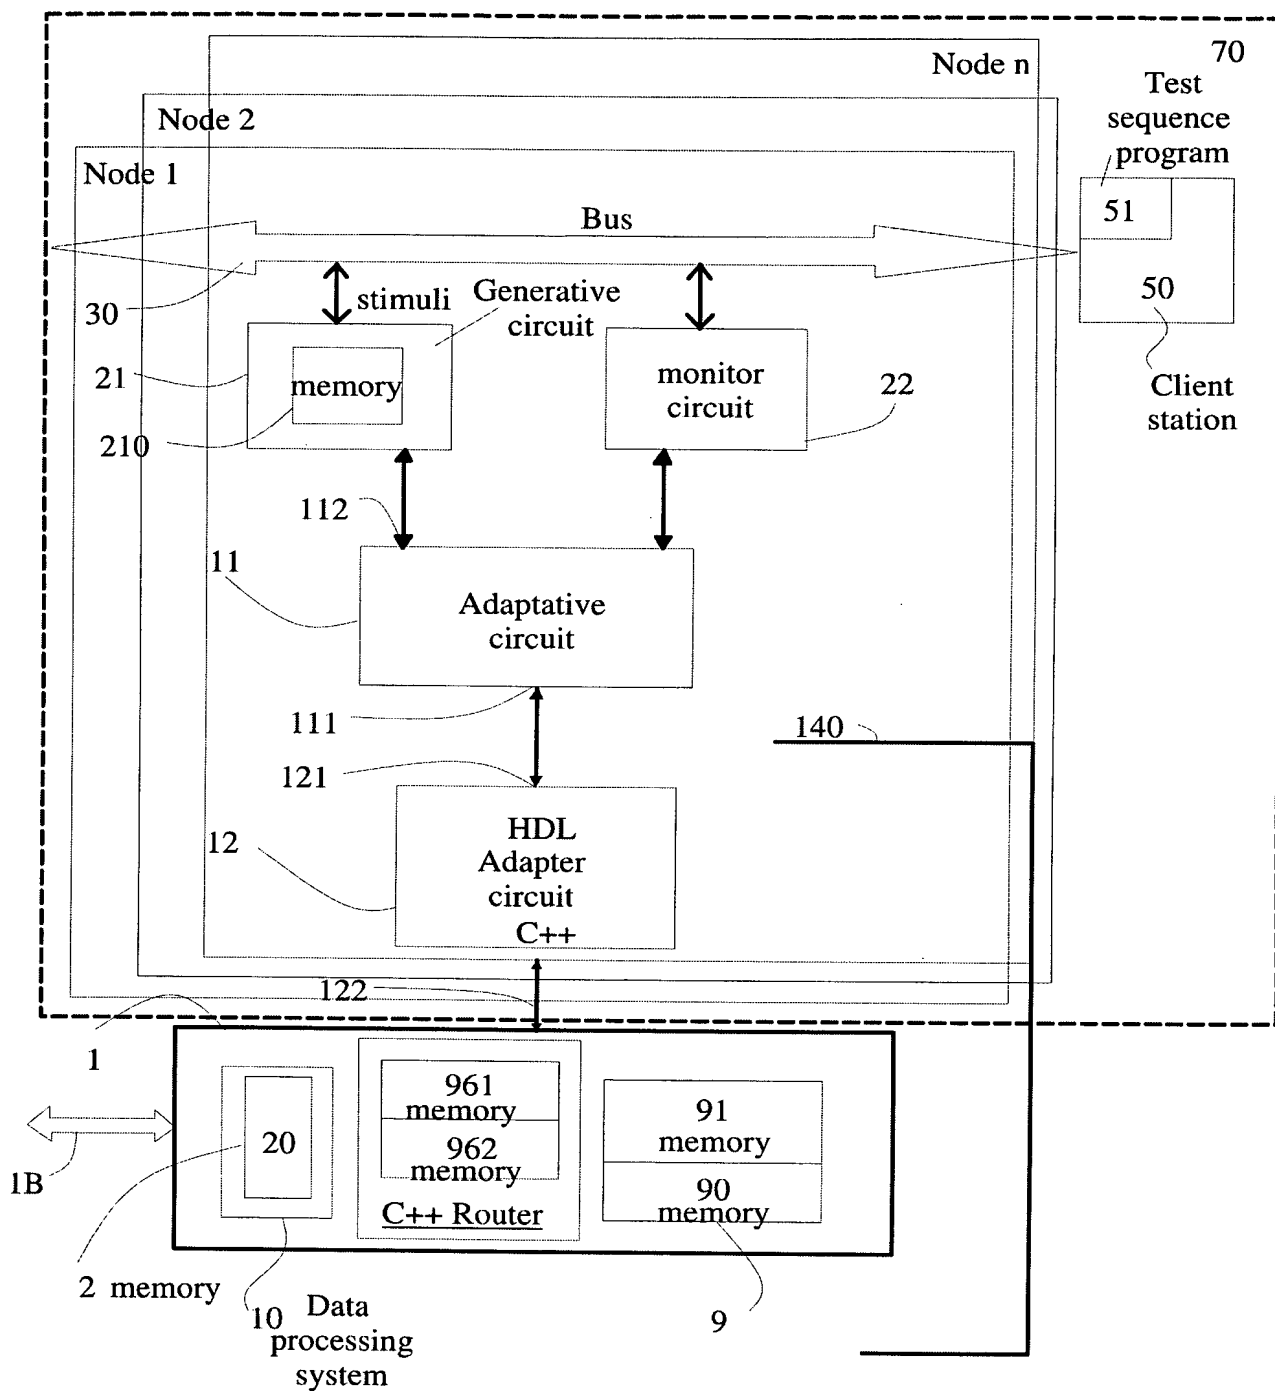 70
Node n
Test
sequence
program
Node 2
Node 1
51
Bus
50
30
stimuli
Generative
circuit
21
memory
monitor
circuit
22
Client
station
210
112
11
Adaptative
circuit
111
140
121
12
HDL
Adapter
circuit
C++
122
1
961
memory
91
memory
20
962
memory
1B
90
memory
C++ Router
2 memory
10
Data
processing
system
9